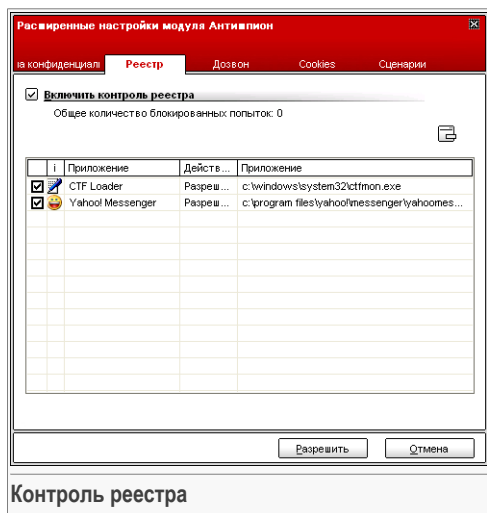 Расширенные настройки модуля Антишпион
за конфиденциал Реестр Дозвон Cookies Сценарии
Включить контроль реестра
Общее количество блокированных попыток: 0
i Приложение Действ... Приложение
CTF Loader Разреш... c:\windows\system32\ctfmon.exe
Yahoo! Messenger Разреш... c:\program files\yahoo!\messenger\yahoomes...
Разрешить Отмена
Контроль реестра